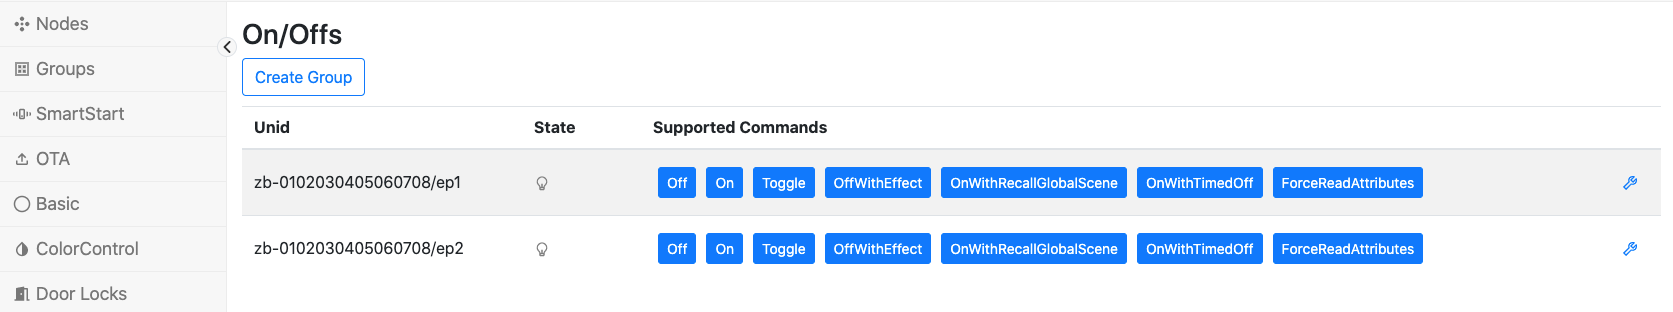 Nodes
Groups
SmartStart
OTA
Basic
ColorControl
Door Locks
On/Offs
Create Group
Unid State Supported Commands
zb-0102030405060708/ep1 Off On Toggle OffWithEffect OnWithRecallGlobalScene OnWithTimedOff ForceReadAttributes
zb-0102030405060708/ep2 Off On Toggle OffWithEffect OnWithRecallGlobalScene OnWithTimedOff ForceReadAttributes